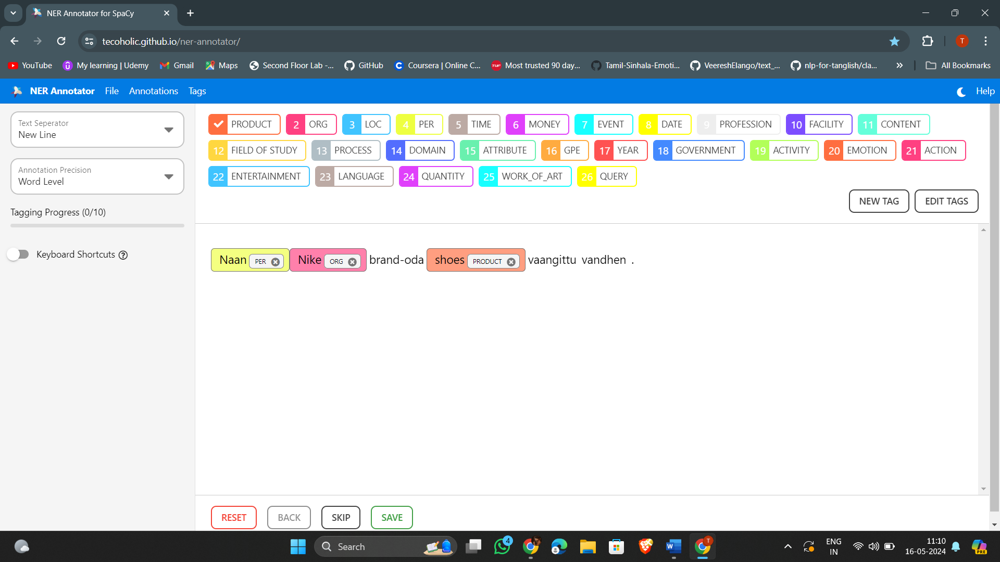 NER Annotator for SpaCy
tecoholic.github.io/ner-annotator/
T
YouTube My learning | Udemy Gmail Maps Second Floor Lab -... GitHub Coursera | Online C... Most trusted 90 day... Tamil-Sinhala-Emoti... VeereshElango/text_... nlp-for-tanglish/cla... » All Bookmarks
NER Annotator File Annotations Tags Help
Text Seperator
New Line
Annotation Precision
Word Level
Tagging Progress (0/10)
Keyboard Shortcuts
PRODUCT 2 ORG 3 LOC 4 PER 5 TIME 6 MONEY 7 EVENT 8 DATE 9 PROFESSION 10 FACILITY 11 CONTENT
12 FIELD OF STUDY 13 PROCESS 14 DOMAIN 15 ATTRIBUTE 16 GPE 17 YEAR 18 GOVERNMENT 19 ACTIVITY 20 EMOTION 21 ACTION
22 ENTERTAINMENT 23 LANGUAGE 24 QUANTITY 25 WORK_OF_ART 26 QUERY
NEW TAG EDIT TAGS
Naan PER Nike ORG brand-oda shoes PRODUCT vaangittu vandhen .
RESET BACK SKIP SAVE
Search 4 T ENG 11:10
IN 16-05-2024 PRE